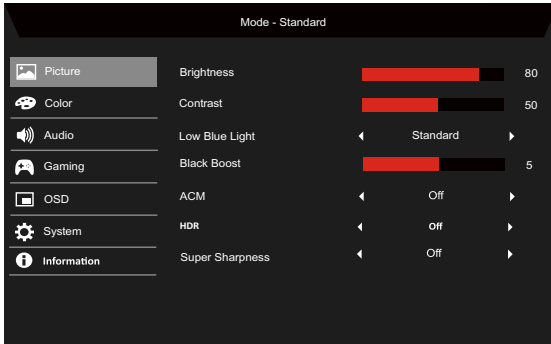 Mode - Standard
Picture
Brightness 80
Color
Contrast 50
Audio
Low Blue Light Standard
Gaming
Black Boost 5
OSD
ACM Off
System
HDR Off
Information
Super Sharpness Off